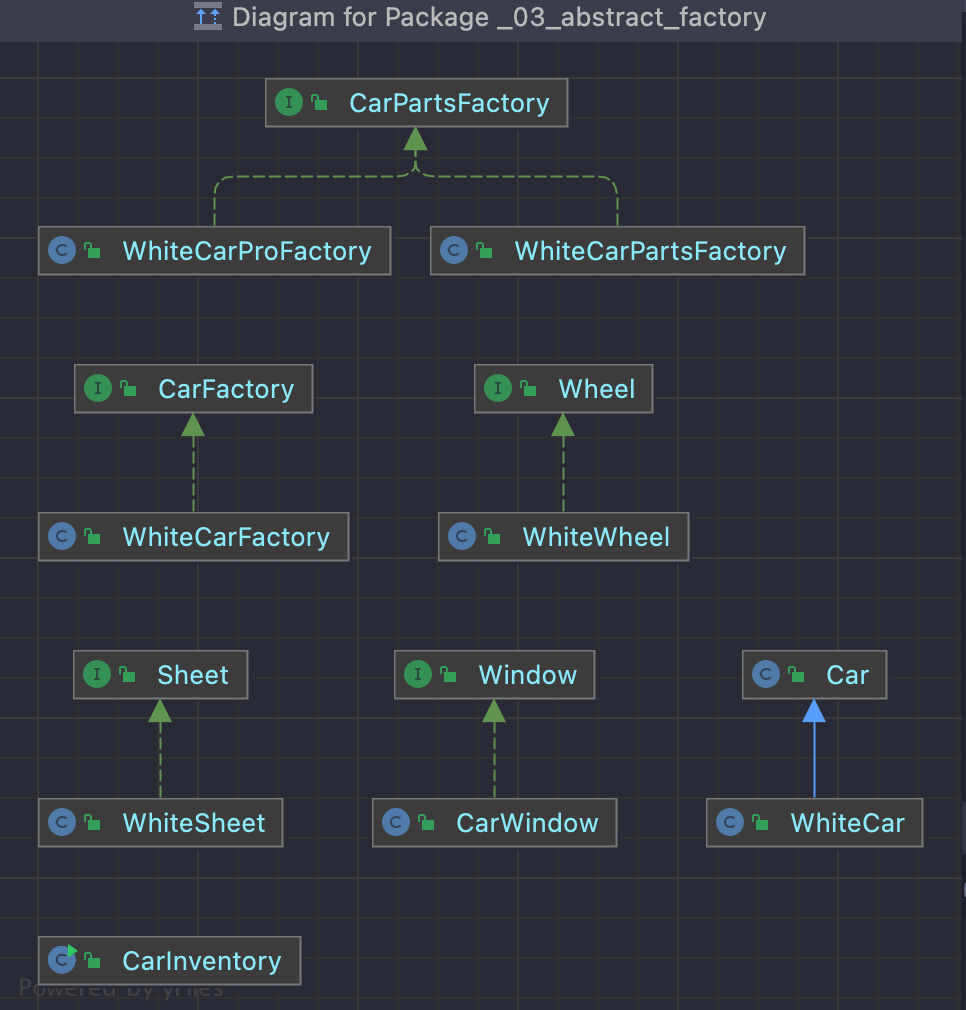 Diagram for Package _03_abstract_factory
I CarPartsFactory
C WhiteCarProFactory
C WhiteCarPartsFactory
I CarFactory
I Wheel
C WhiteCarFactory
C WhiteWheel
I Sheet
I Window
C Car
C WhiteSheet
C CarWindow
C WhiteCar
C CarInventory
Powered by yFiles